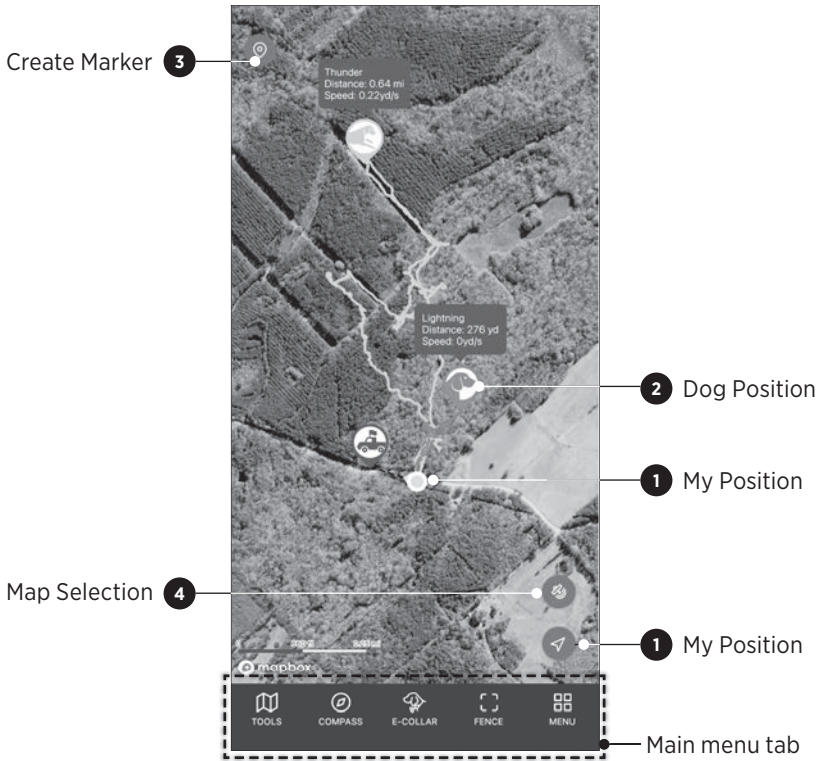 Create Marker 3
Thunder
Distance: 0.64 mi
Speed: 0.22yd/s
Lightning
Distance: 276 yd
Speed: 0yd/s
2 Dog Position
1 My Position
Map Selection 4
1 My Position
mapbox
TOOLS
COMPASS
E-COLLAR
FENCE
MENU
Main menu tab